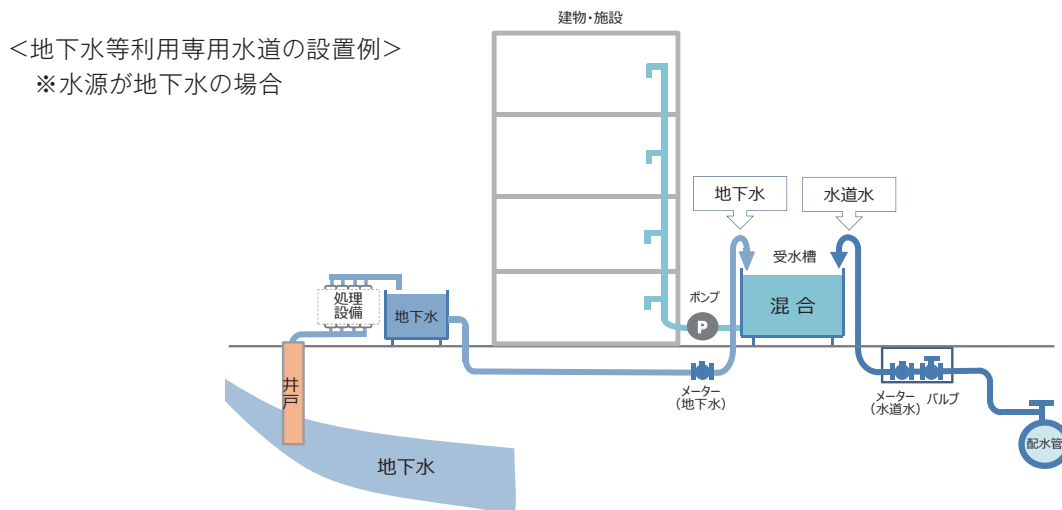 建物・施設
＜地下水等利用専用水道の設置例＞
※水源が地下水の場合
地下水
水道水
受水槽
処理
設備
地下水
ポンプ
P
混合
井戸
メーター
（地下水）
メーター
（水道水）
バルブ
配水管
地下水